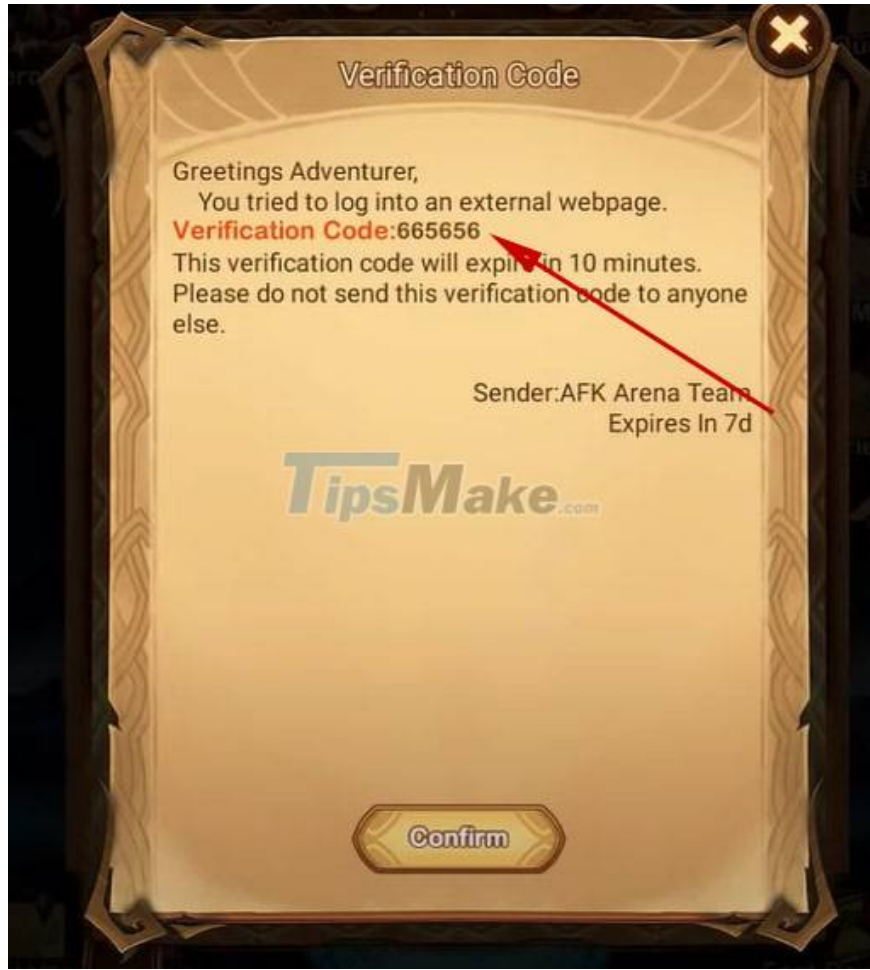 Verification Code
Greetings Adventurer,
You tried to log into an external webpage.
Verification Code:665656
This verification code will expire in 10 minutes.
Please do not send this verification code to anyone
else.
Sender:AFK Arena Team
Expires In 7d
TipsMake.com
Confirm